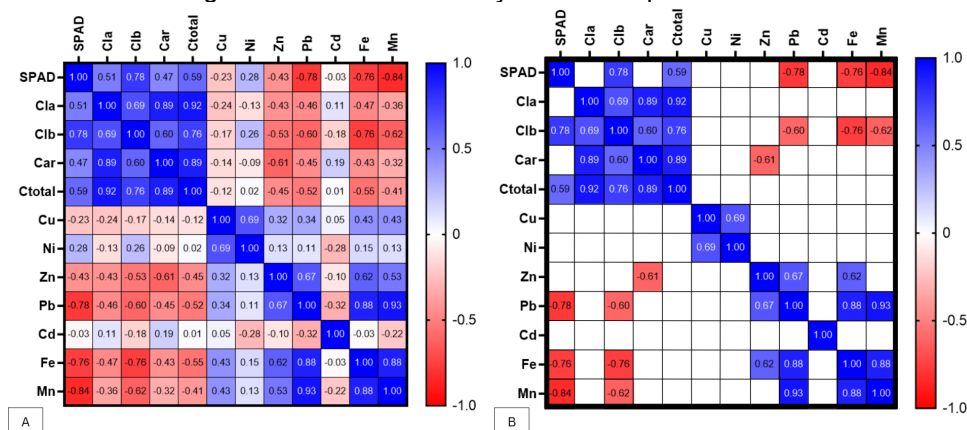 SPAD Cla Clb Car Ctotal Cu Ni Zn Pb Cd Fe Mn
SPAD 1.00 0.51 0.78 0.47 0.59 -0.23 0.28 -0.43 -0.78 -0.03 -0.76 -0.84
Cla 0.51 1.00 0.69 0.89 0.92 -0.24 -0.13 -0.43 -0.46 0.11 -0.47 -0.36
Clb 0.78 0.69 1.00 0.60 0.76 -0.17 0.26 -0.53 -0.60 -0.18 -0.76 -0.62
Car 0.47 0.89 0.60 1.00 0.89 -0.14 -0.09 -0.61 -0.45 0.19 -0.43 -0.32
Ctotal 0.59 0.92 0.76 0.89 1.00 -0.12 0.02 -0.45 -0.52 0.01 -0.55 -0.41
Cu -0.23 -0.24 -0.17 -0.14 -0.12 1.00 0.69 0.32 0.34 0.05 0.43 0.43
Ni 0.28 -0.13 0.26 -0.09 0.02 0.69 1.00 0.13 0.11 -0.28 0.15 0.13
Zn -0.43 -0.43 -0.53 -0.61 -0.45 0.32 0.13 1.00 0.67 -0.10 0.62 0.53
Pb -0.78 -0.46 -0.60 -0.45 -0.52 0.34 0.11 0.67 1.00 -0.32 0.88 0.93
Cd -0.03 0.11 -0.18 0.19 0.01 0.05 -0.28 -0.10 -0.32 1.00 -0.03 -0.22
Fe -0.76 -0.47 -0.76 -0.43 -0.55 0.43 0.15 0.62 0.88 -0.03 1.00 0.88
Mn -0.84 -0.36 -0.62 -0.32 -0.41 0.43 0.13 0.53 0.93 -0.22 0.88 1.00
1.0
0.5
0
-0.5
-1.0
A
SPAD Cla Clb Car Ctotal Cu Ni Zn Pb Cd Fe Mn
SPAD 1.00 0.78 0.59 -0.78 -0.76 -0.84
Cla 1.00 0.69 0.89 0.92
Clb 0.78 0.69 1.00 0.60 0.76 -0.60 -0.76 -0.62
Car 0.89 0.60 1.00 0.89 -0.61
Ctotal 0.59 0.92 0.76 0.89 1.00
Cu 1.00 0.69
Ni 0.69 1.00
Zn -0.61 1.00 0.67 0.62
Pb -0.78 -0.60 0.67 1.00 0.88 0.93
Cd 1.00
Fe -0.76 -0.76 0.62 0.88 1.00 0.88
Mn -0.84 -0.62 0.93 0.88 1.00
1.0
0.5
0
-0.5
-1.0
B